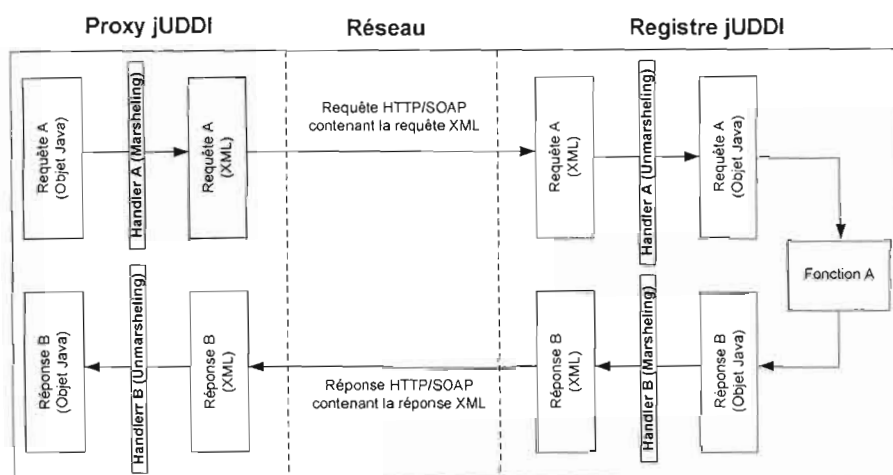 Proxy jUDDI
Réseau
Registre jUDDI
Requête A
(Objet Java)
Handler A (Marsheling)
Requête A
(XML)
Requête HTTP/SOAP
contenant la requête XML
Requête A
(XML)
Handler A (Unmarsheling)
Requête A
(Objet Java)
Fonction A
Réponse B
(Objet Java)
Handlerr B (Unmarsheling)
Réponse B
(XML)
Réponse HTTP/SOAP
contenant la réponse XML
Réponse B
(XML)
Handler B (Marsheling)
Réponse B
(Objet Java)